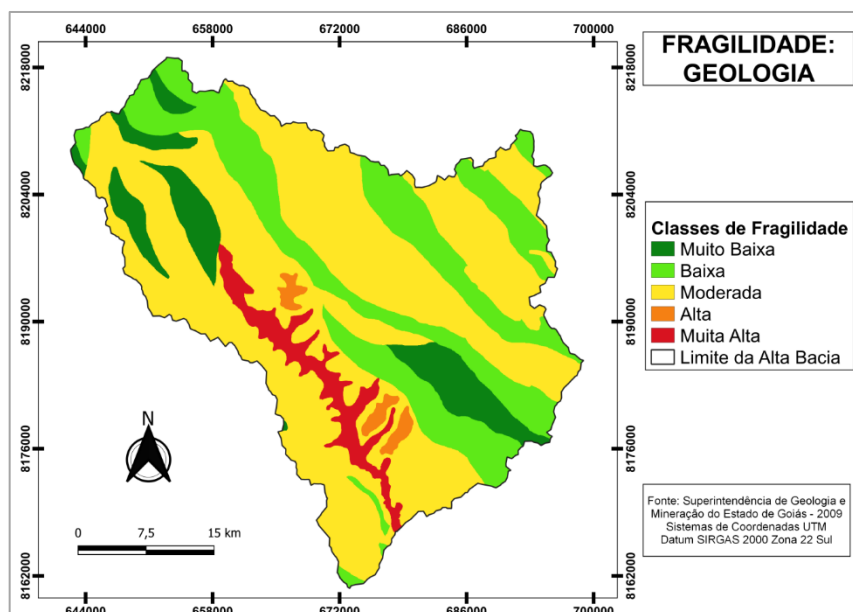 644000 658000 672000 686000 700000
FRAGILIDADE:
GEOLOGIA
8218000
8204000
8190000
8176000
8162000
8218000
8204000
8190000
8176000
8162000
Classes de Fragilidade
Muito Baixa
Baixa
Moderada
Alta
Muita Alta
Limite da Alta Bacia
N
0 7,5 15 km
Fonte: Superintendência de Geologia e
Mineração do Estado de Goiás - 2009
Sistemas de Coordenadas UTM
Datum SIRGAS 2000 Zona 22 Sul
644000 658000 672000 686000 700000